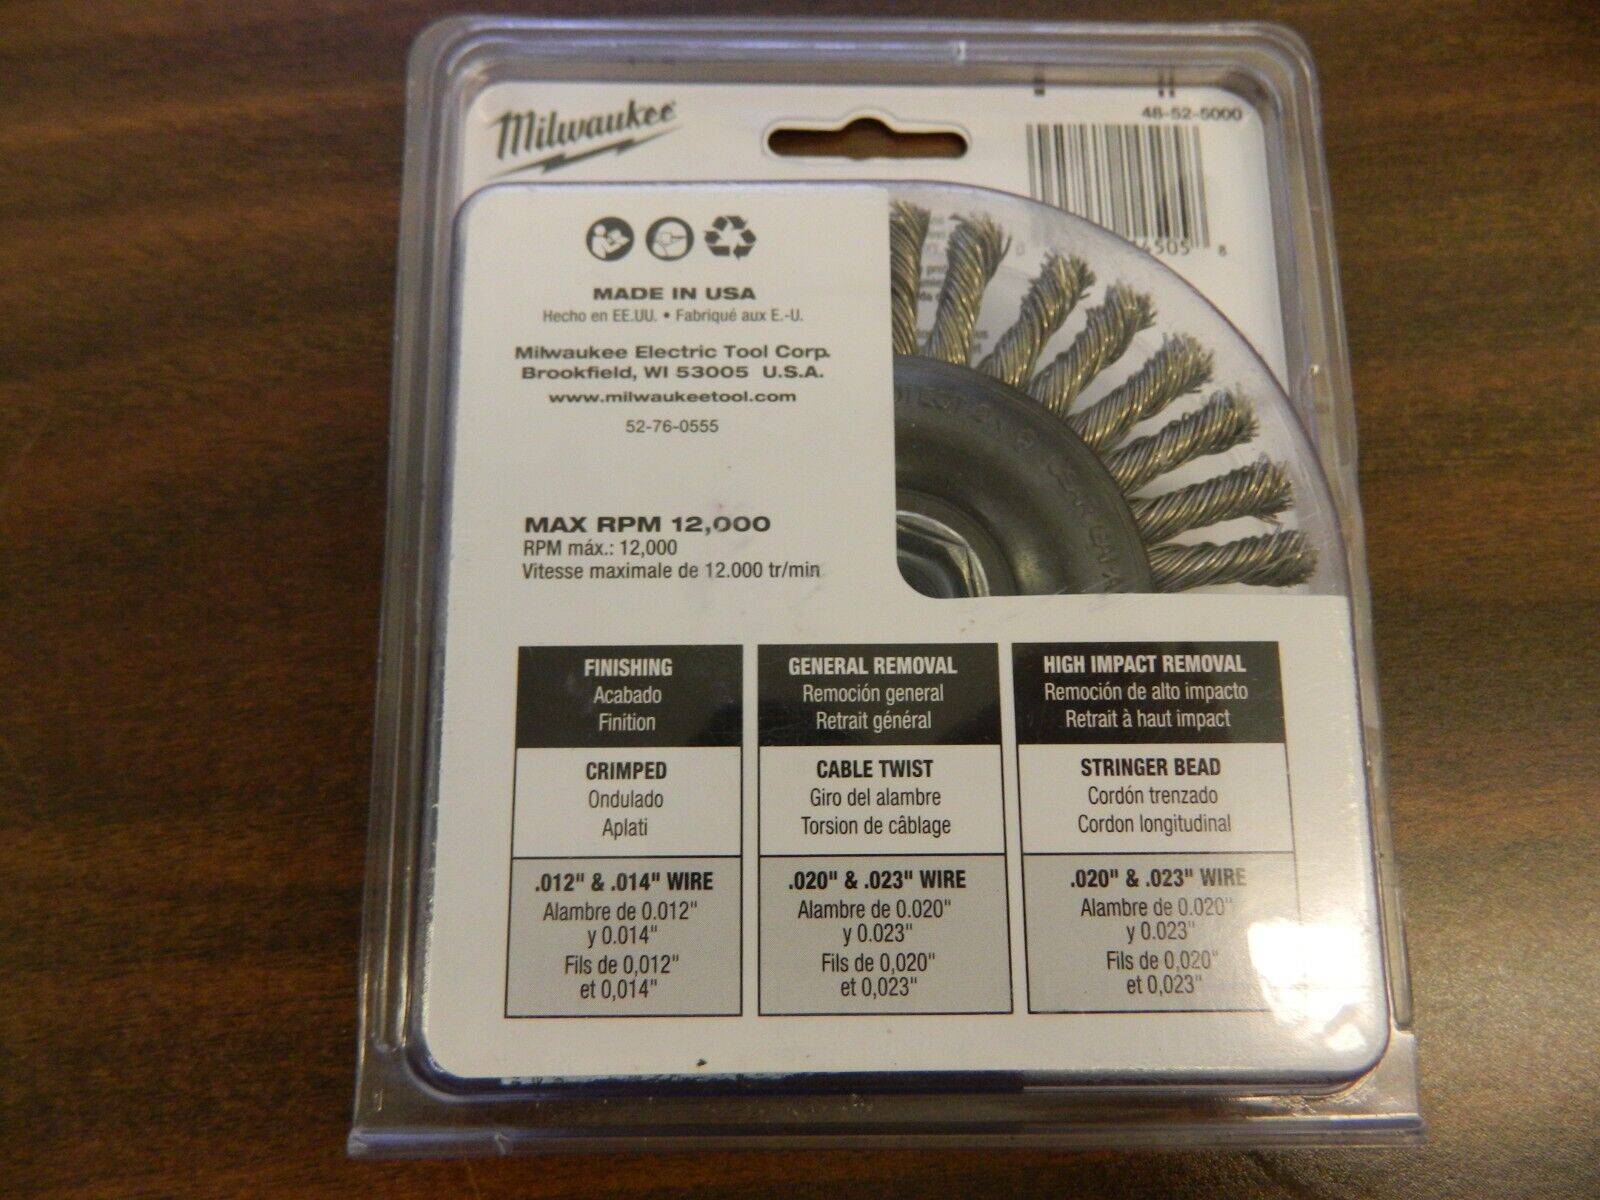 Milwaukee
48-52-5000
4505 8
MADE IN USA
Hecho en EE.UU. • Fabriqué aux E.-U.
Milwaukee Electric Tool Corp.
Brookfield, WI 53005 U.S.A.
www.milwaukeetool.com
52-76-0555
MAX RPM 12,000
RPM máx.: 12,000
Vitesse maximale de 12.000 tr/min
FINISHING
Acabado
Finition
CRIMPED
Ondulado
Aplati
.012" & .014" WIRE
Alambre de 0.012"
y 0.014"
Fils de 0,012"
et 0,014"
GENERAL REMOVAL
Remoción general
Retrait général
CABLE TWIST
Giro del alambre
Torsion de câblage
.020" & .023" WIRE
Alambre de 0.020"
y 0.023"
Fils de 0,020"
et 0,023"
HIGH IMPACT REMOVAL
Remoción de alto impacto
Retrait à haut impact
STRINGER BEAD
Cordón trenzado
Cordon longitudinal
.020" & .023" WIRE
Alambre de 0.020"
y 0.023"
Fils de 0,020"
et 0,023"